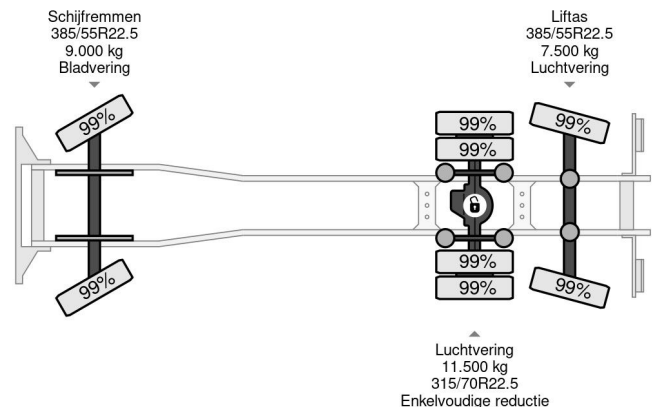 Schijfremmen
385/55R22.5
9.000 kg
Bladvering
Liftas
385/55R22.5
7.500 kg
Luchtvering
99%
99%
99%
99%
99%
99%
99%
99%
Luchtvering
11.500 kg
315/70R22.5
Enkelvoudige reductie